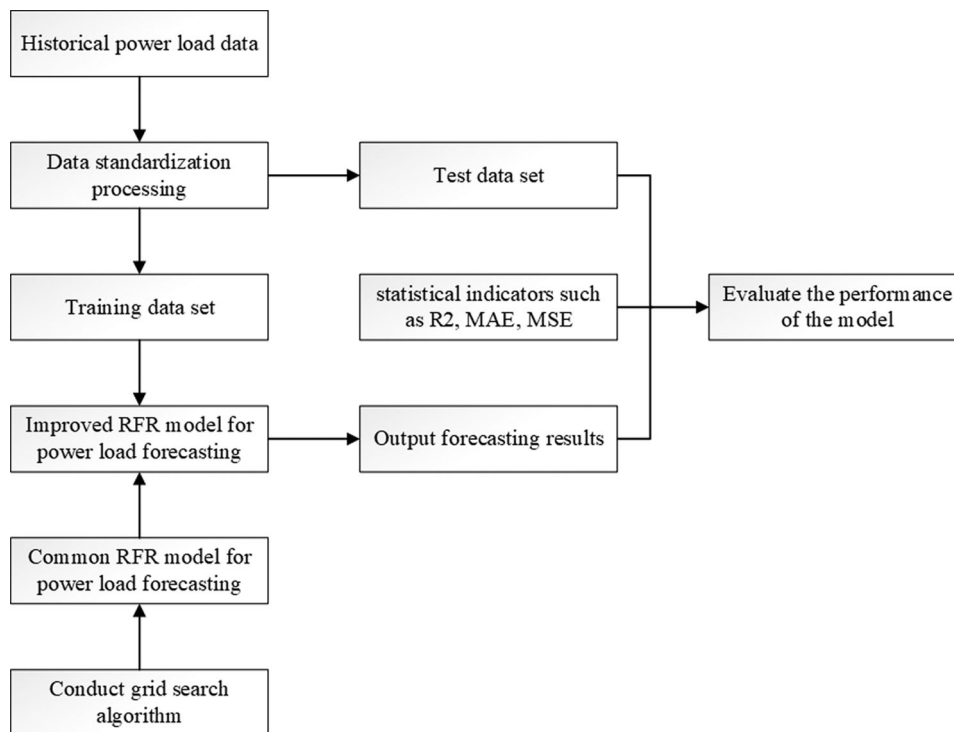 Historical power load data
Data standardization
processing
Test data set
Training data set
statistical indicators such
as R2, MAE, MSE
Evaluate the performance
of the model
Improved RFR model for
power load forecasting
Output forecasting results
Common RFR model for
power load forecasting
Conduct grid search
algorithm